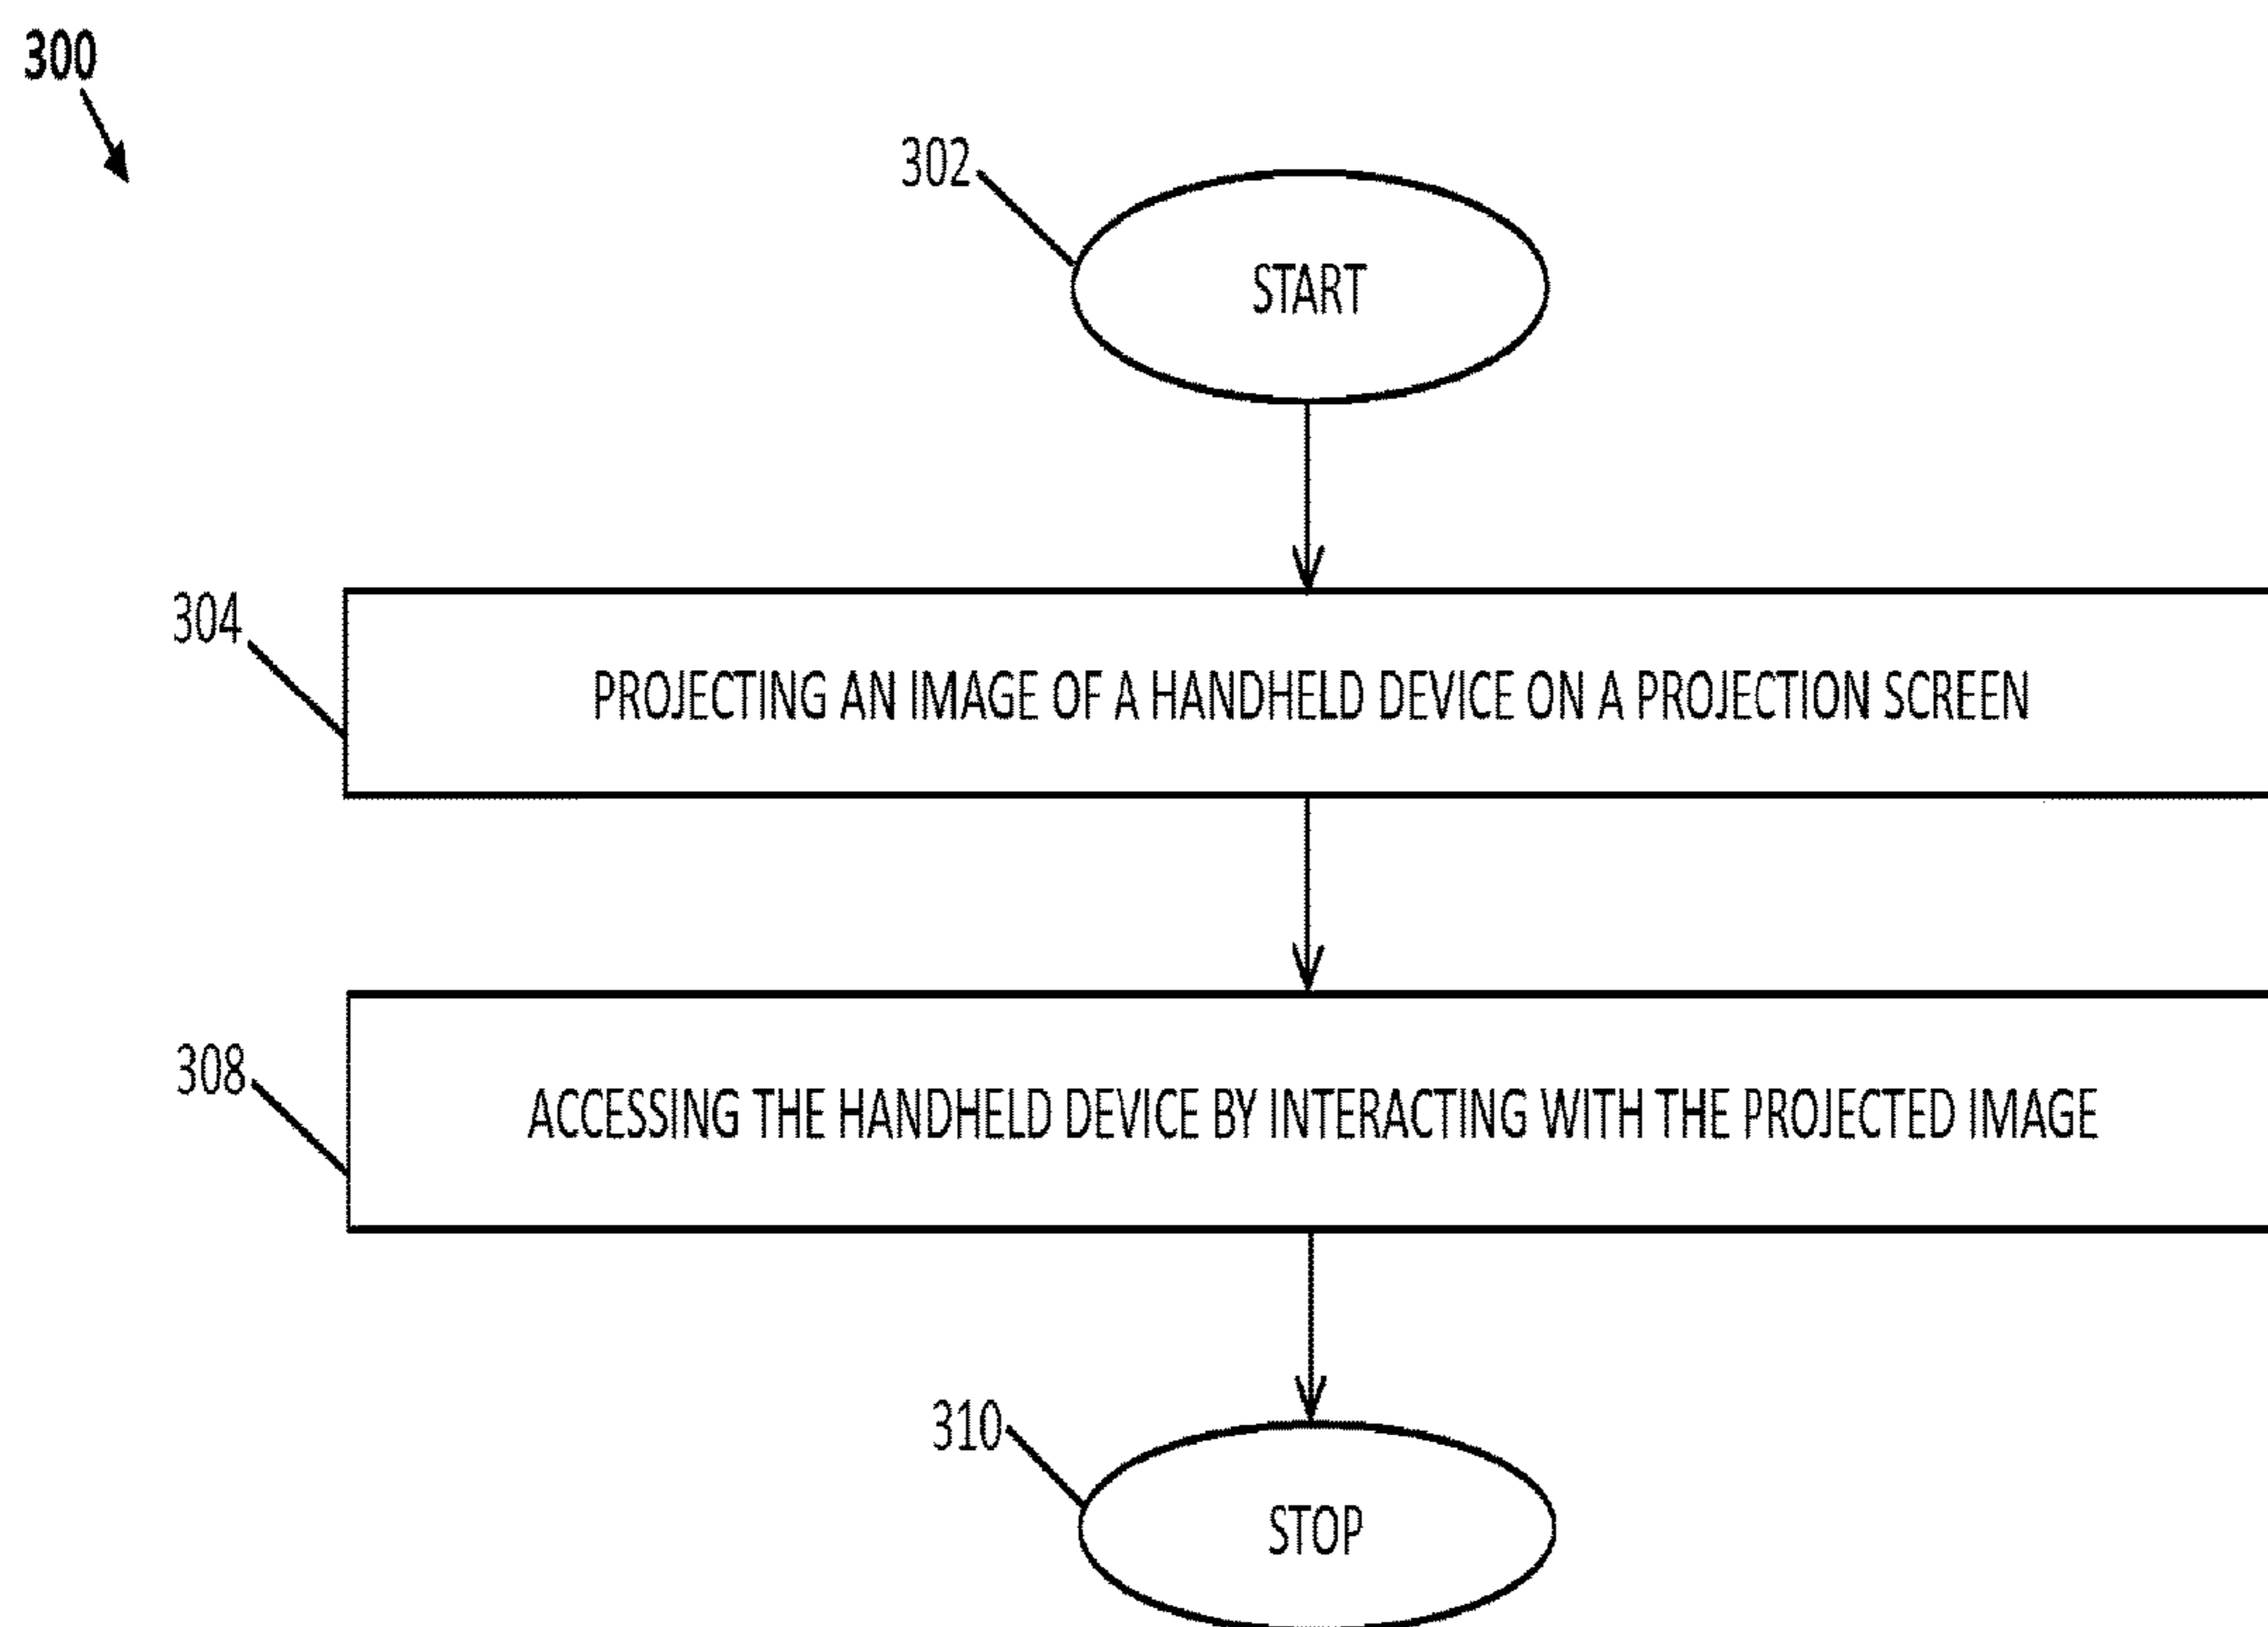 300
302
START
304
PROJECTING AN IMAGE OF A HANDHELD DEVICE ON A PROJECTION SCREEN
308
ACCESSING THE HANDHELD DEVICE BY INTERACTING WITH THE PROJECTED IMAGE
310
STOP